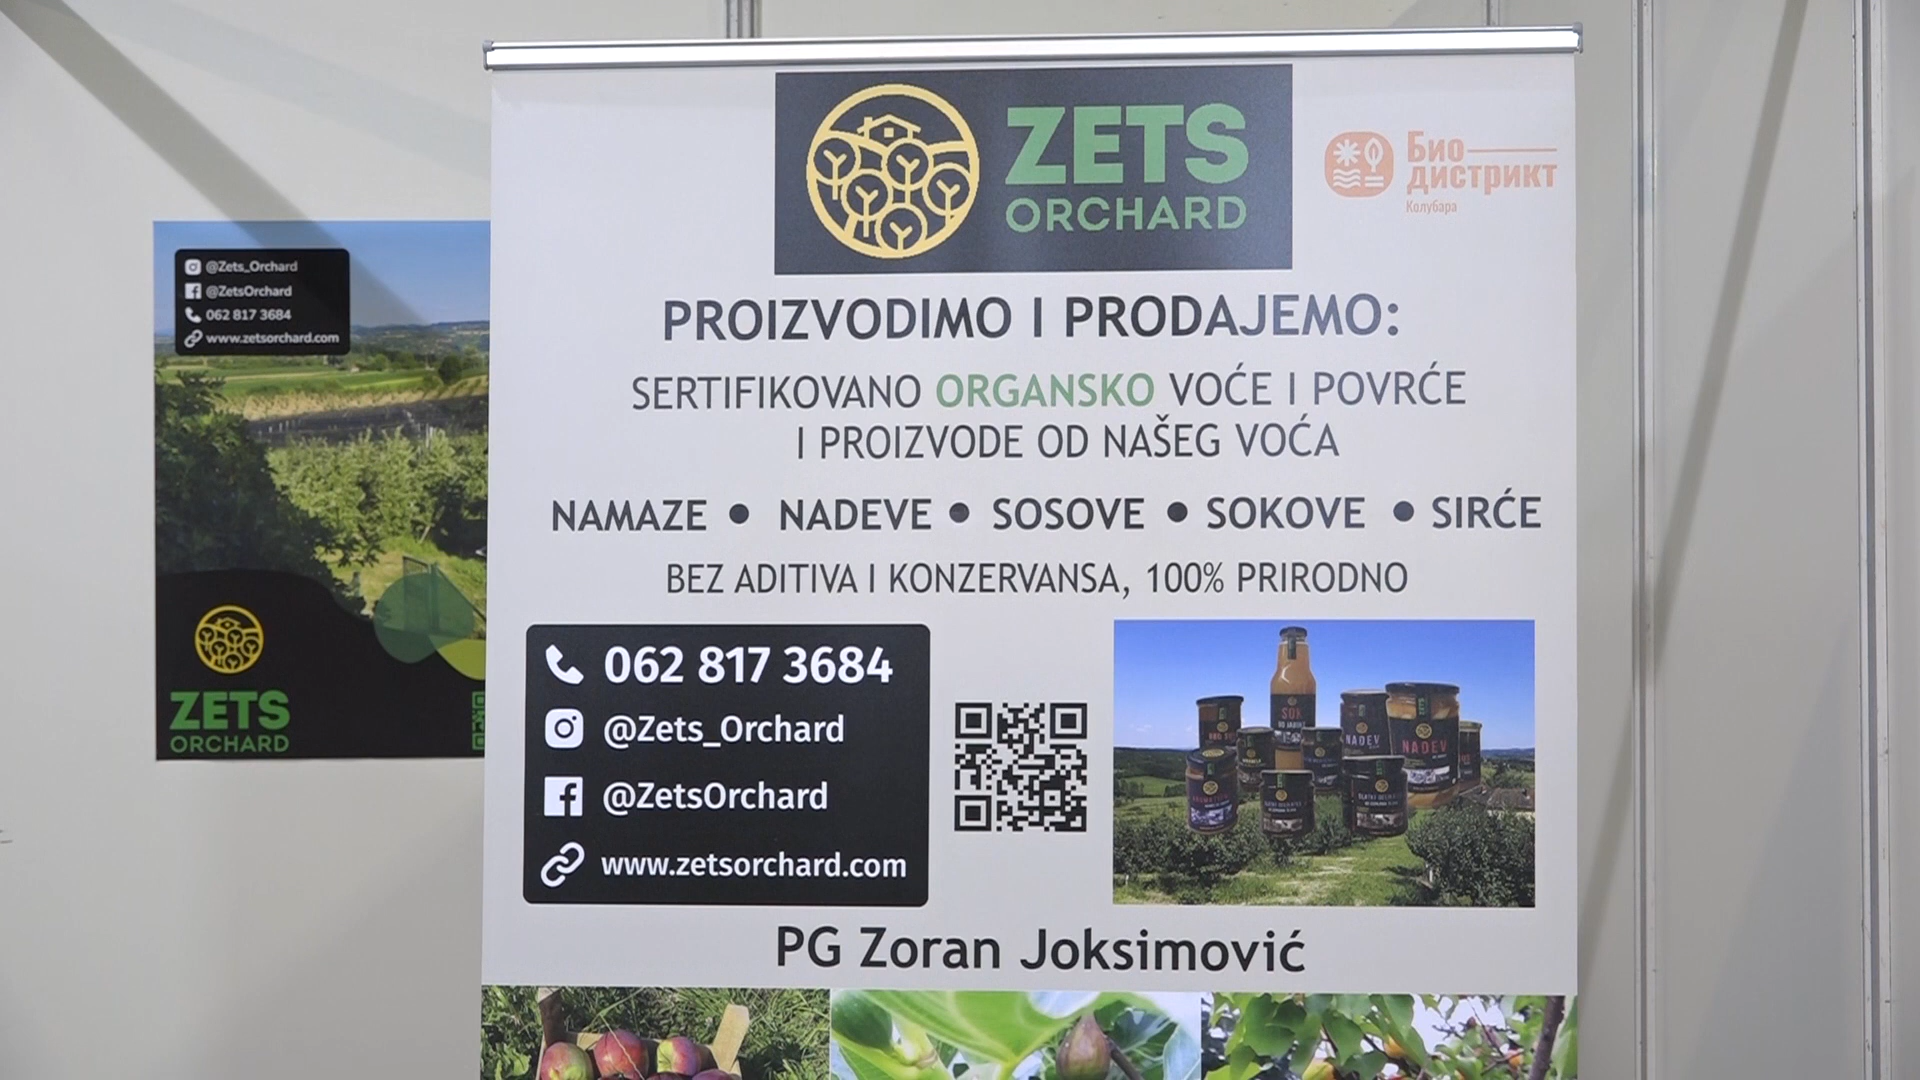 @Zets_Orchard
@ZetsOrchard
062 817 3684
www.zetsorchard.com
ZETS
ORCHARD
ZETS
ORCHARD
Био
дистрикт
Колубара
PROIZVODIMO I PRODAJEMO:
SERTIFIKOVANO ORGANSKO VOĆE I POVRĆE
I PROIZVODE OD NAŠEG VOĆA
NAMAZE • NADEVE • SOSOVE • SOKOVE • SIRĆE
BEZ ADITIVA I KONZERVANSA, 100% PRIRODNO
062 817 3684
@Zets_Orchard
@ZetsOrchard
www.zetsorchard.com
SOK
NADEV
NADEV
PG Zoran Joksimović